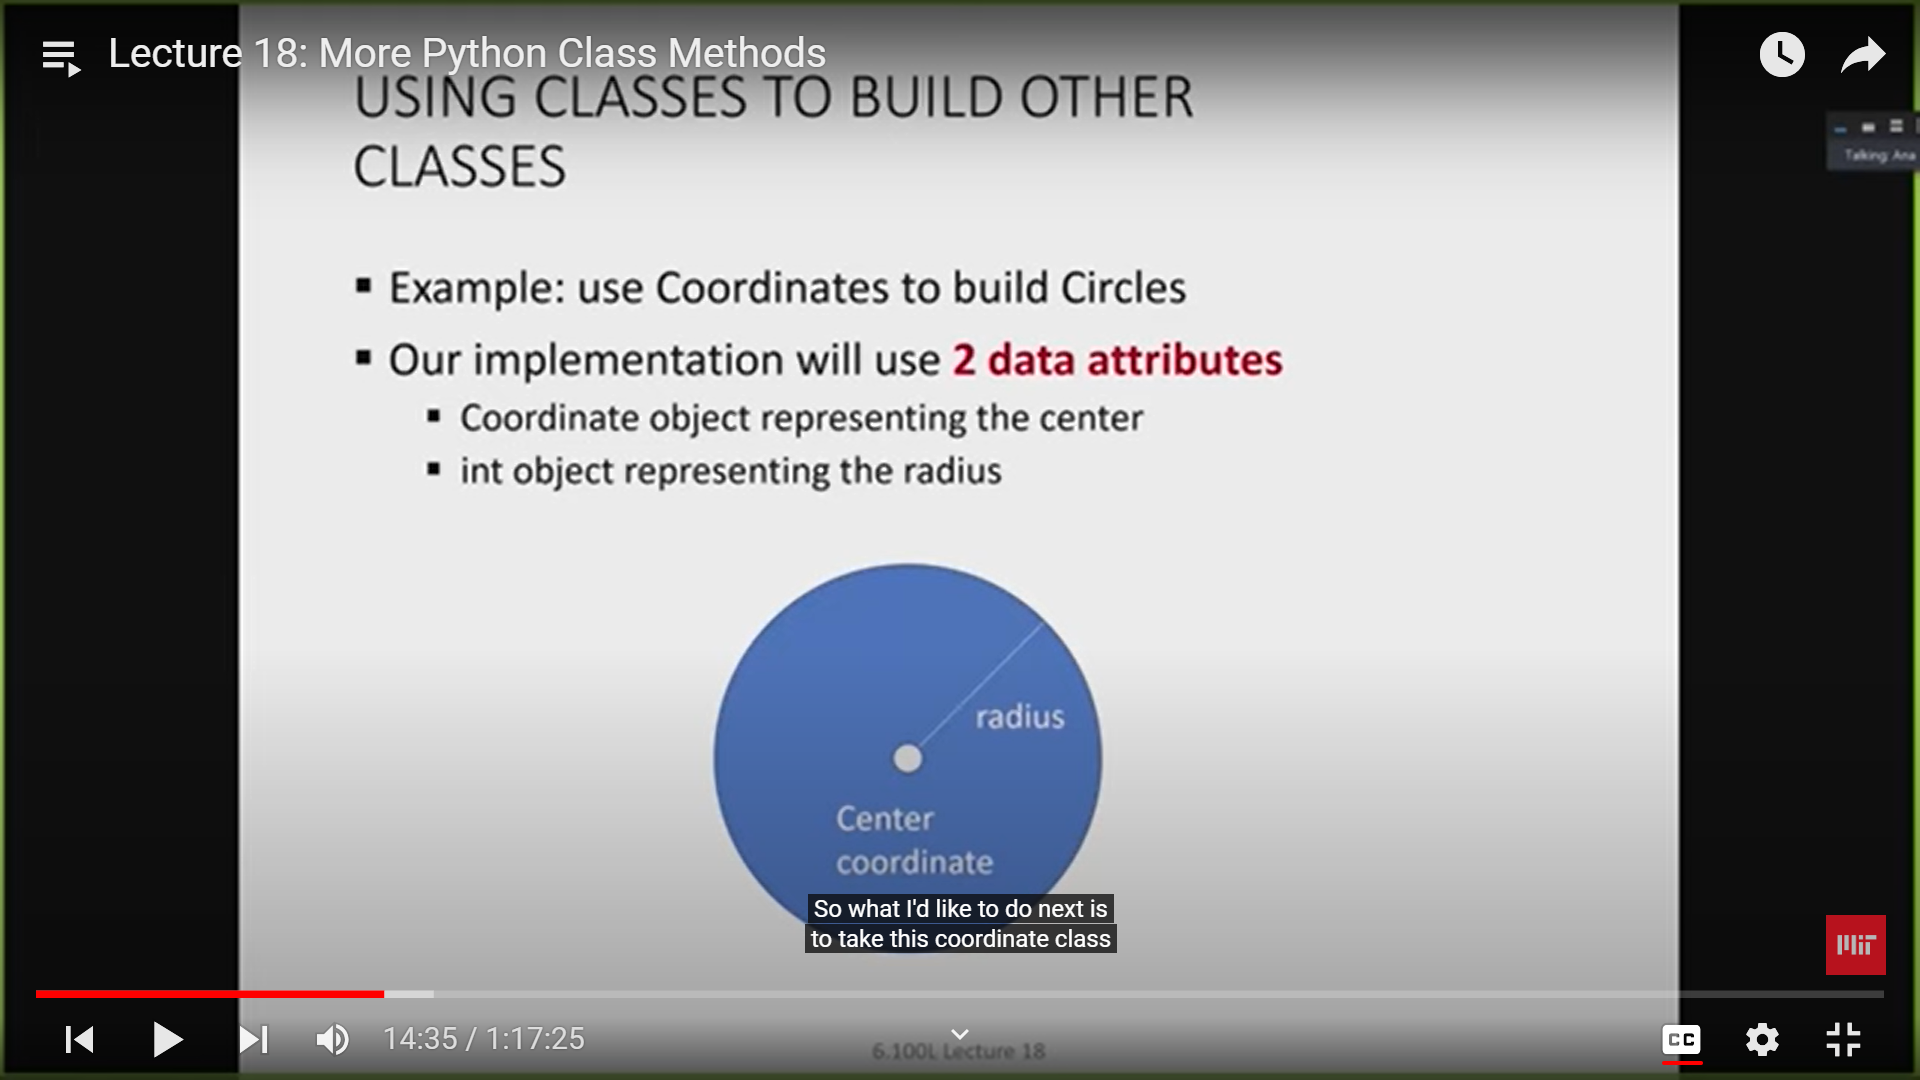 Lecture 18: More Python Class Methods
USING CLASSES TO BUILD OTHER
CLASSES
Talking: Ana
▪ Example: use Coordinates to build Circles
▪ Our implementation will use 2 data attributes
▪ Coordinate object representing the center
▪ int object representing the radius
radius
Center
coordinate
So what I'd like to do next is
to take this coordinate class
MIT
14:35 / 1:17:25
CC
6.100L Lecture 18